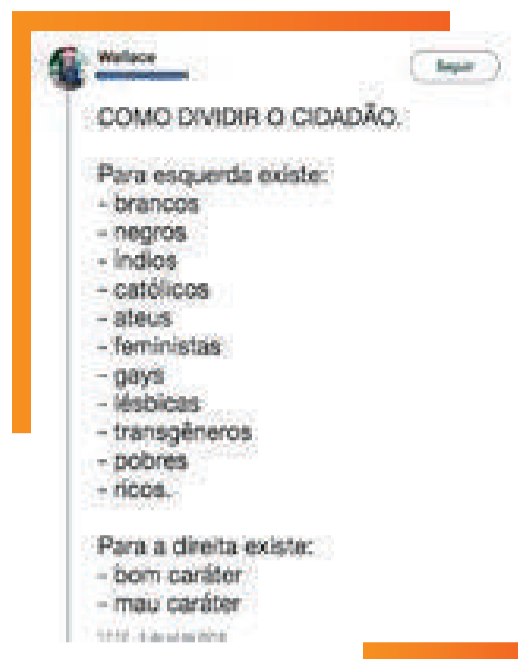 Wallace
Seguir
COMO DIVIDIR O CIDADÃO.
Para esquerda existe:
- brancos
- negros
- índios
- católicos
- ateus
- feministas
- gays
- lésbicas
- transgêneros
- pobres
- ricos.
Para a direita existe:
- bom caráter
- mau caráter